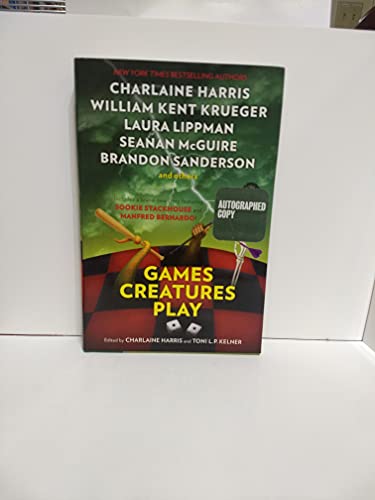 NEW YORK TIMES BESTSELLING AUTHORS
CHARLAINE HARRIS
WILLIAM KENT KRUEGER
LAURA LIPPMAN
SEANAN McGUIRE
BRANDON SANDERSON
and others
AUTOGRAPHED
COPY
SOOKIE STACKHOUSE
MANFRED BERNARDO!
GAMES
CREATURES
PLAY
Edited by CHARLAINE HARRIS and TONI L.P. KELNER